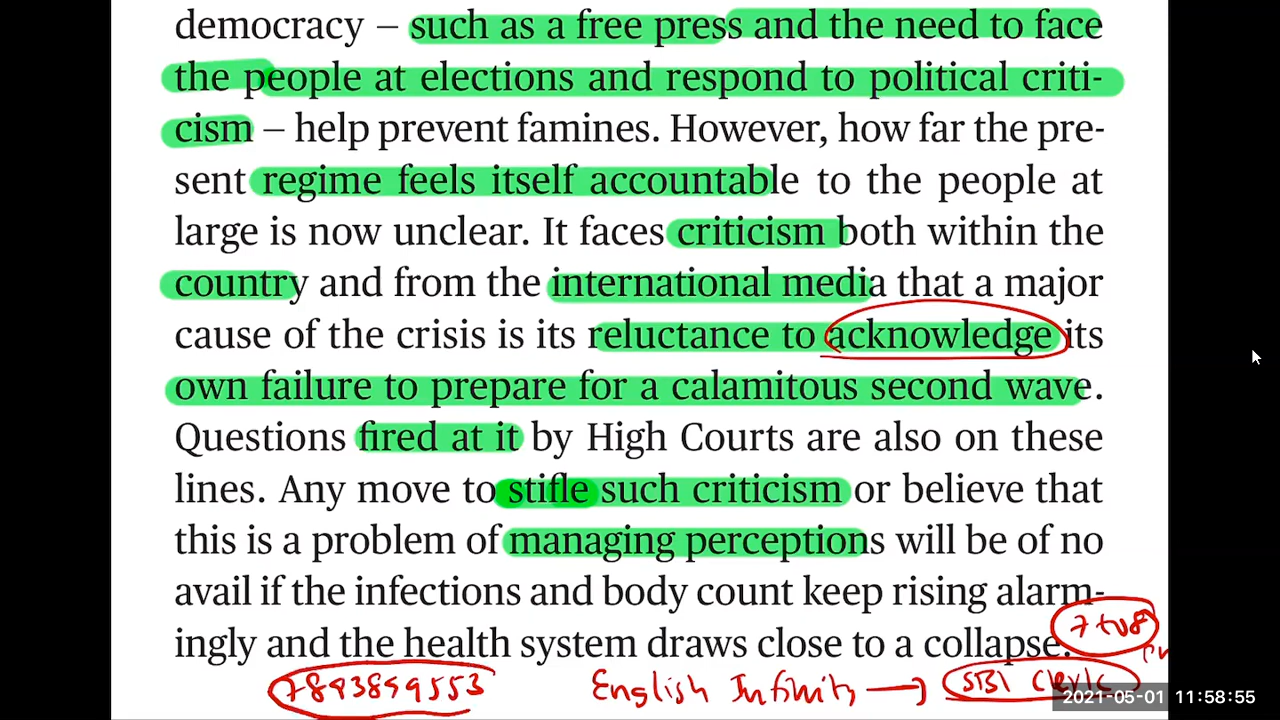 democracy – such as a free press and the need to face
the people at elections and respond to political criti-
cism – help prevent famines. However, how far the pre-
sent regime feels itself accountable to the people at
large is now unclear. It faces criticism both within the
country and from the international media that a major
cause of the crisis is its reluctance to acknowledge its
own failure to prepare for a calamitous second wave.
Questions fired at it by High Courts are also on these
lines. Any move to stifle such criticism or believe that
this is a problem of managing perceptions will be of no
avail if the infections and body count keep rising alarm-
ingly and the health system draws close to a collapse.
7893899553 English Infinity → SBI Clerk
2021-05-01 11:58:55